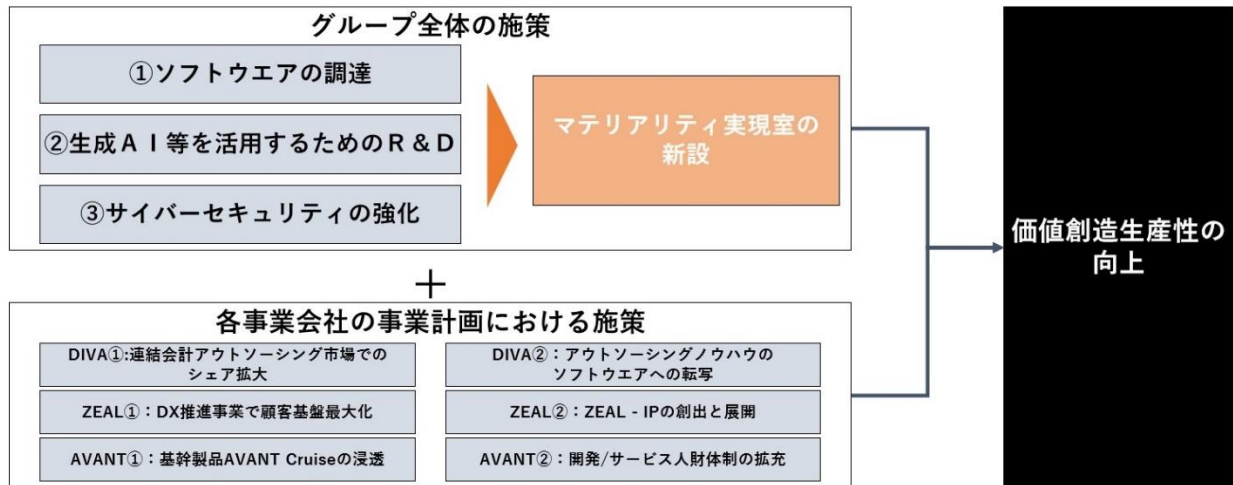 グループ全体の施策
①ソフトウエアの調達
②生成ＡＩ等を活用するためのＲ＆Ｄ
③サイバーセキュリティの強化
マテリアリティ実現室の
新設
＋
各事業会社の事業計画における施策
DIVA①:連結会計アウトソーシング市場での
シェア拡大
DIVA②：アウトソーシングノウハウの
ソフトウエアへの転写
ZEAL①：DX推進事業で顧客基盤最大化
ZEAL②：ZEAL - IPの創出と展開
AVANT①：基幹製品AVANT Cruiseの浸透
AVANT②：開発/サービス人財体制の拡充
価値創造生産性の
向上